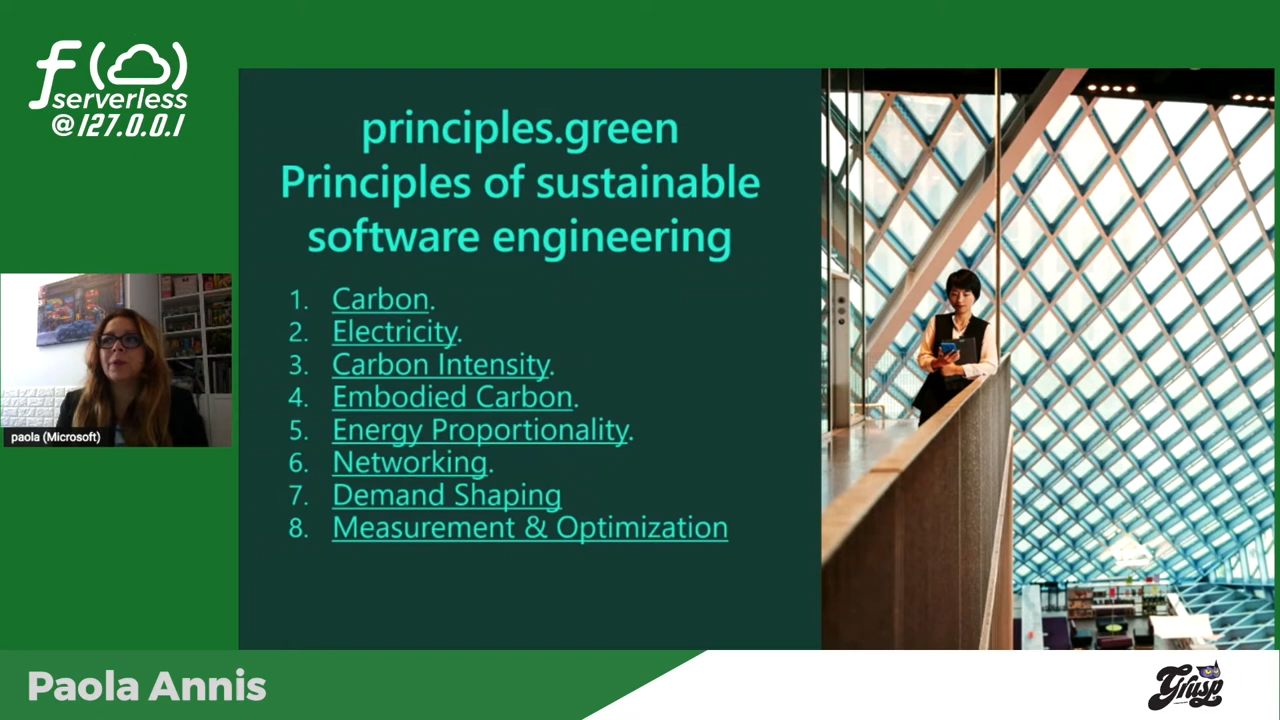 f()
serverless
@127.0.0.1
principles.green
Principles of sustainable
software engineering
1. Carbon.
2. Electricity.
3. Carbon Intensity.
4. Embodied Carbon.
5. Energy Proportionality.
6. Networking.
7. Demand Shaping
8. Measurement & Optimization
paola (Microsoft)
Paola Annis
Grusp